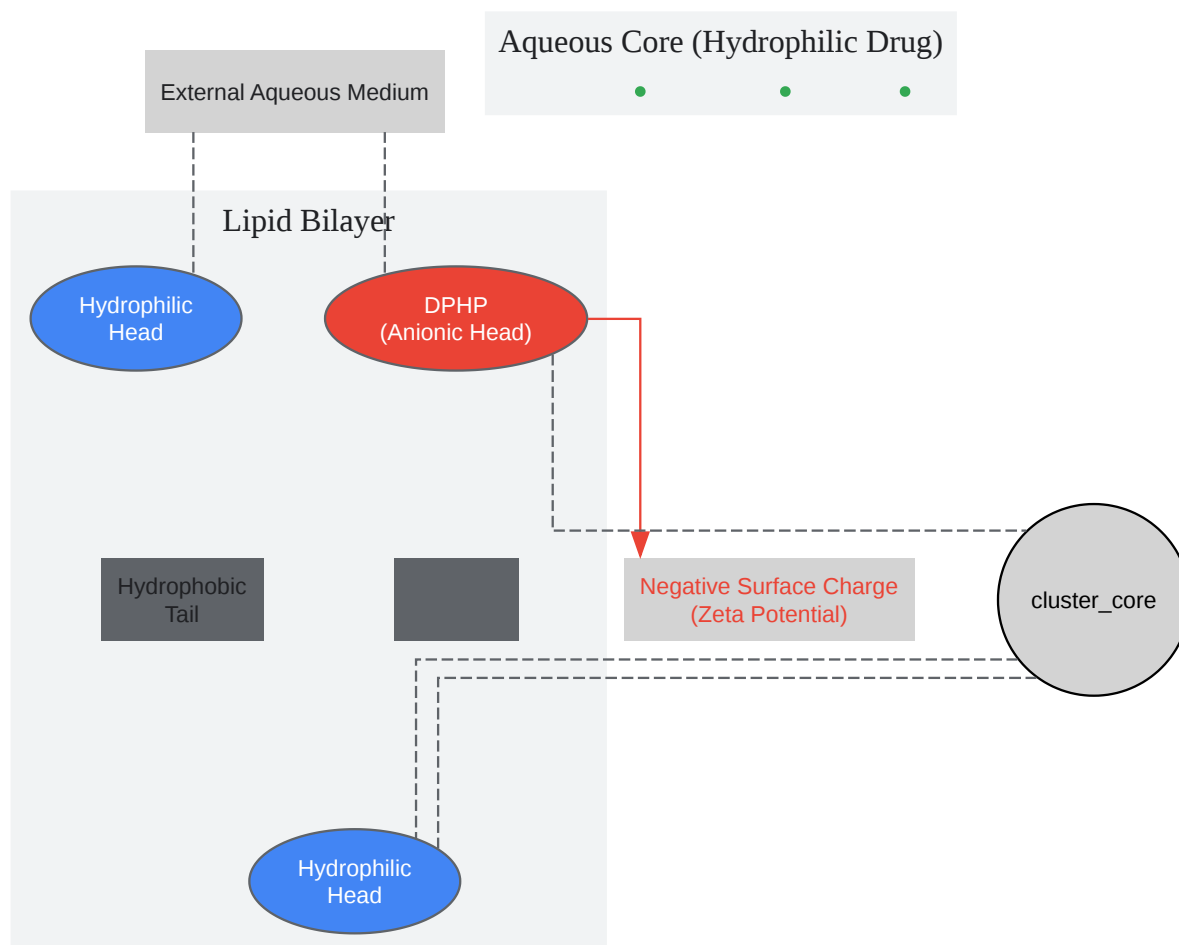 Aqueous Core (Hydrophilic Drug)
External Aqueous Medium
Lipid Bilayer
Hydrophilic
Head
DPHP
(Anionic Head)
Hydrophobic
Tail
Negative Surface Charge
(Zeta Potential)
cluster_core
Hydrophilic
Head